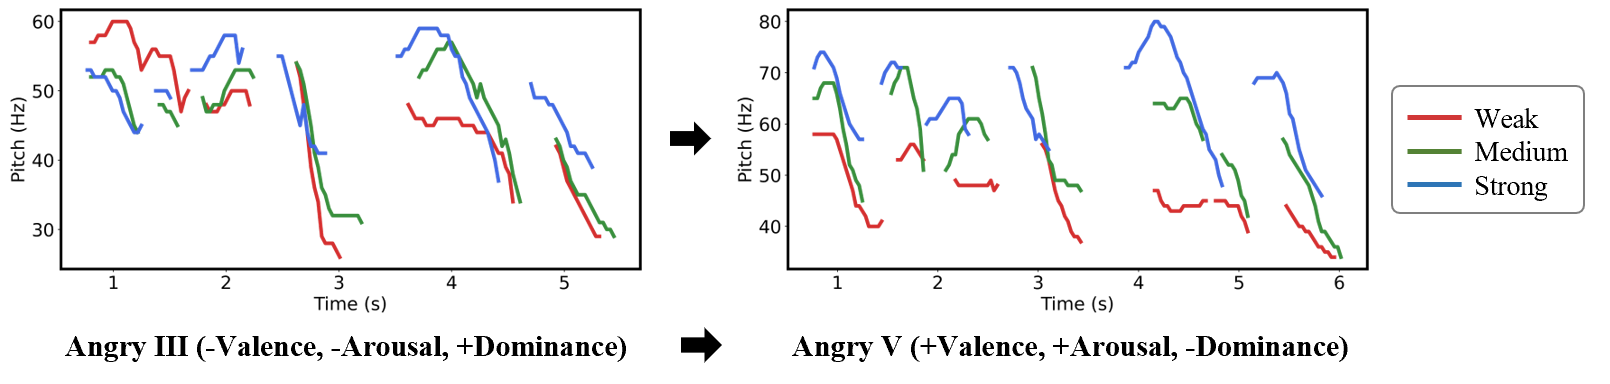 60
50
40
30
Pitch (Hz)
1 2 3 4 5
Time (s)
80
70
60
50
40
Pitch (Hz)
1 2 3 4 5 6
Time (s)
Weak
Medium
Strong
Angry III (-Valence, -Arousal, +Dominance)
Angry V (+Valence, +Arousal, -Dominance)